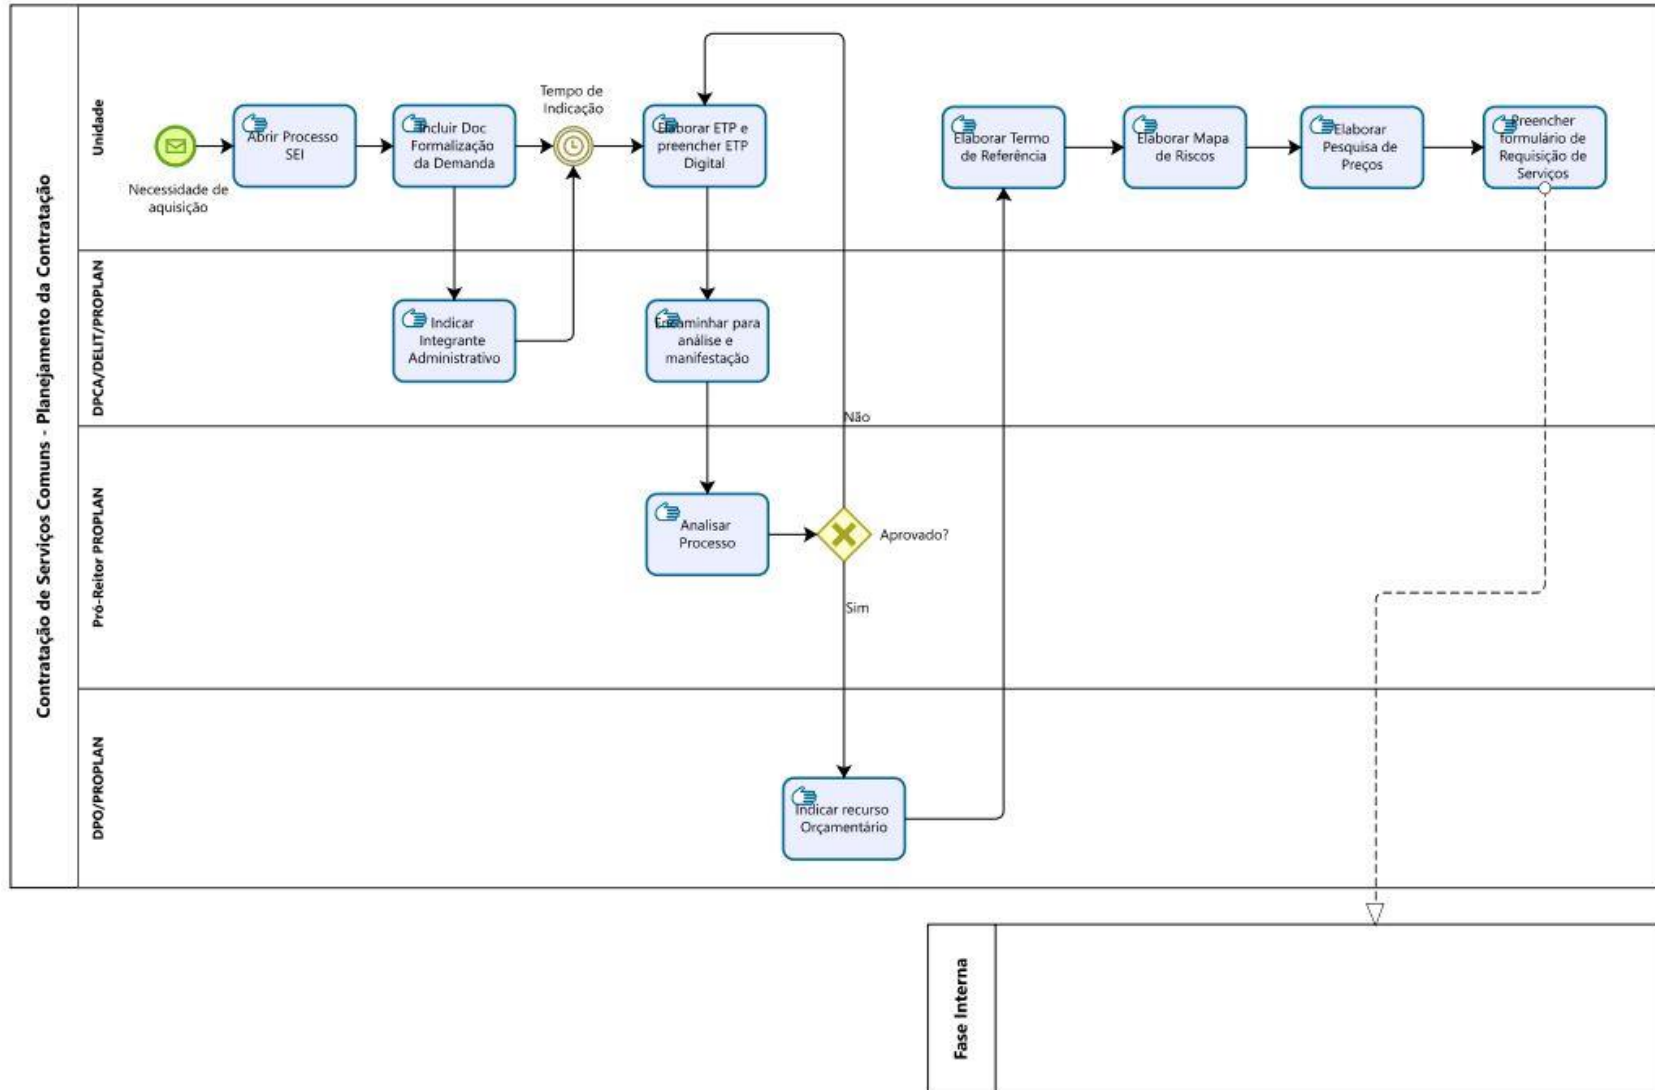 Contratação de Serviços Comuns - Planejamento da Contratação
Unidade
Necessidade de
aquisição
Abrir Processo
SEI
Incluir Doc
Formalização
da Demanda
Tempo de
Indicação
Elaborar ETP e
preencher ETP
Digital
Elaborar Termo
de Referência
Elaborar Mapa
de Riscos
Elaborar
Pesquisa de
Preços
Preencher
formulário de
Requisição de
Serviços
DPCA/DELIT/PROPLAN
Indicar
Integrante
Administrativo
Encaminhar para
análise e
manifestação
Não
Pró-Reitor PROPLAN
Analisar
Processo
Aprovado?
Sim
DPO/PROPLAN
Indicar recurso
Orçamentário
Fase Interna